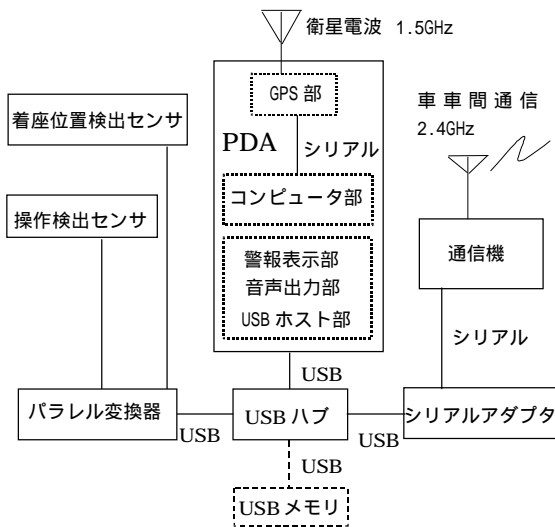 衛星電波 1.5GHz
GPS 部
PDA
シリアル
コンピュータ部
警報表示部
音声出力部
USB ホスト部
着座位置検出センサ
操作検出センサ
車車間通信
2.4GHz
通信機
シリアル
USB
パラレル変換器
USB
USB ハブ
USB
シリアルアダプタ
USB
USB メモリ